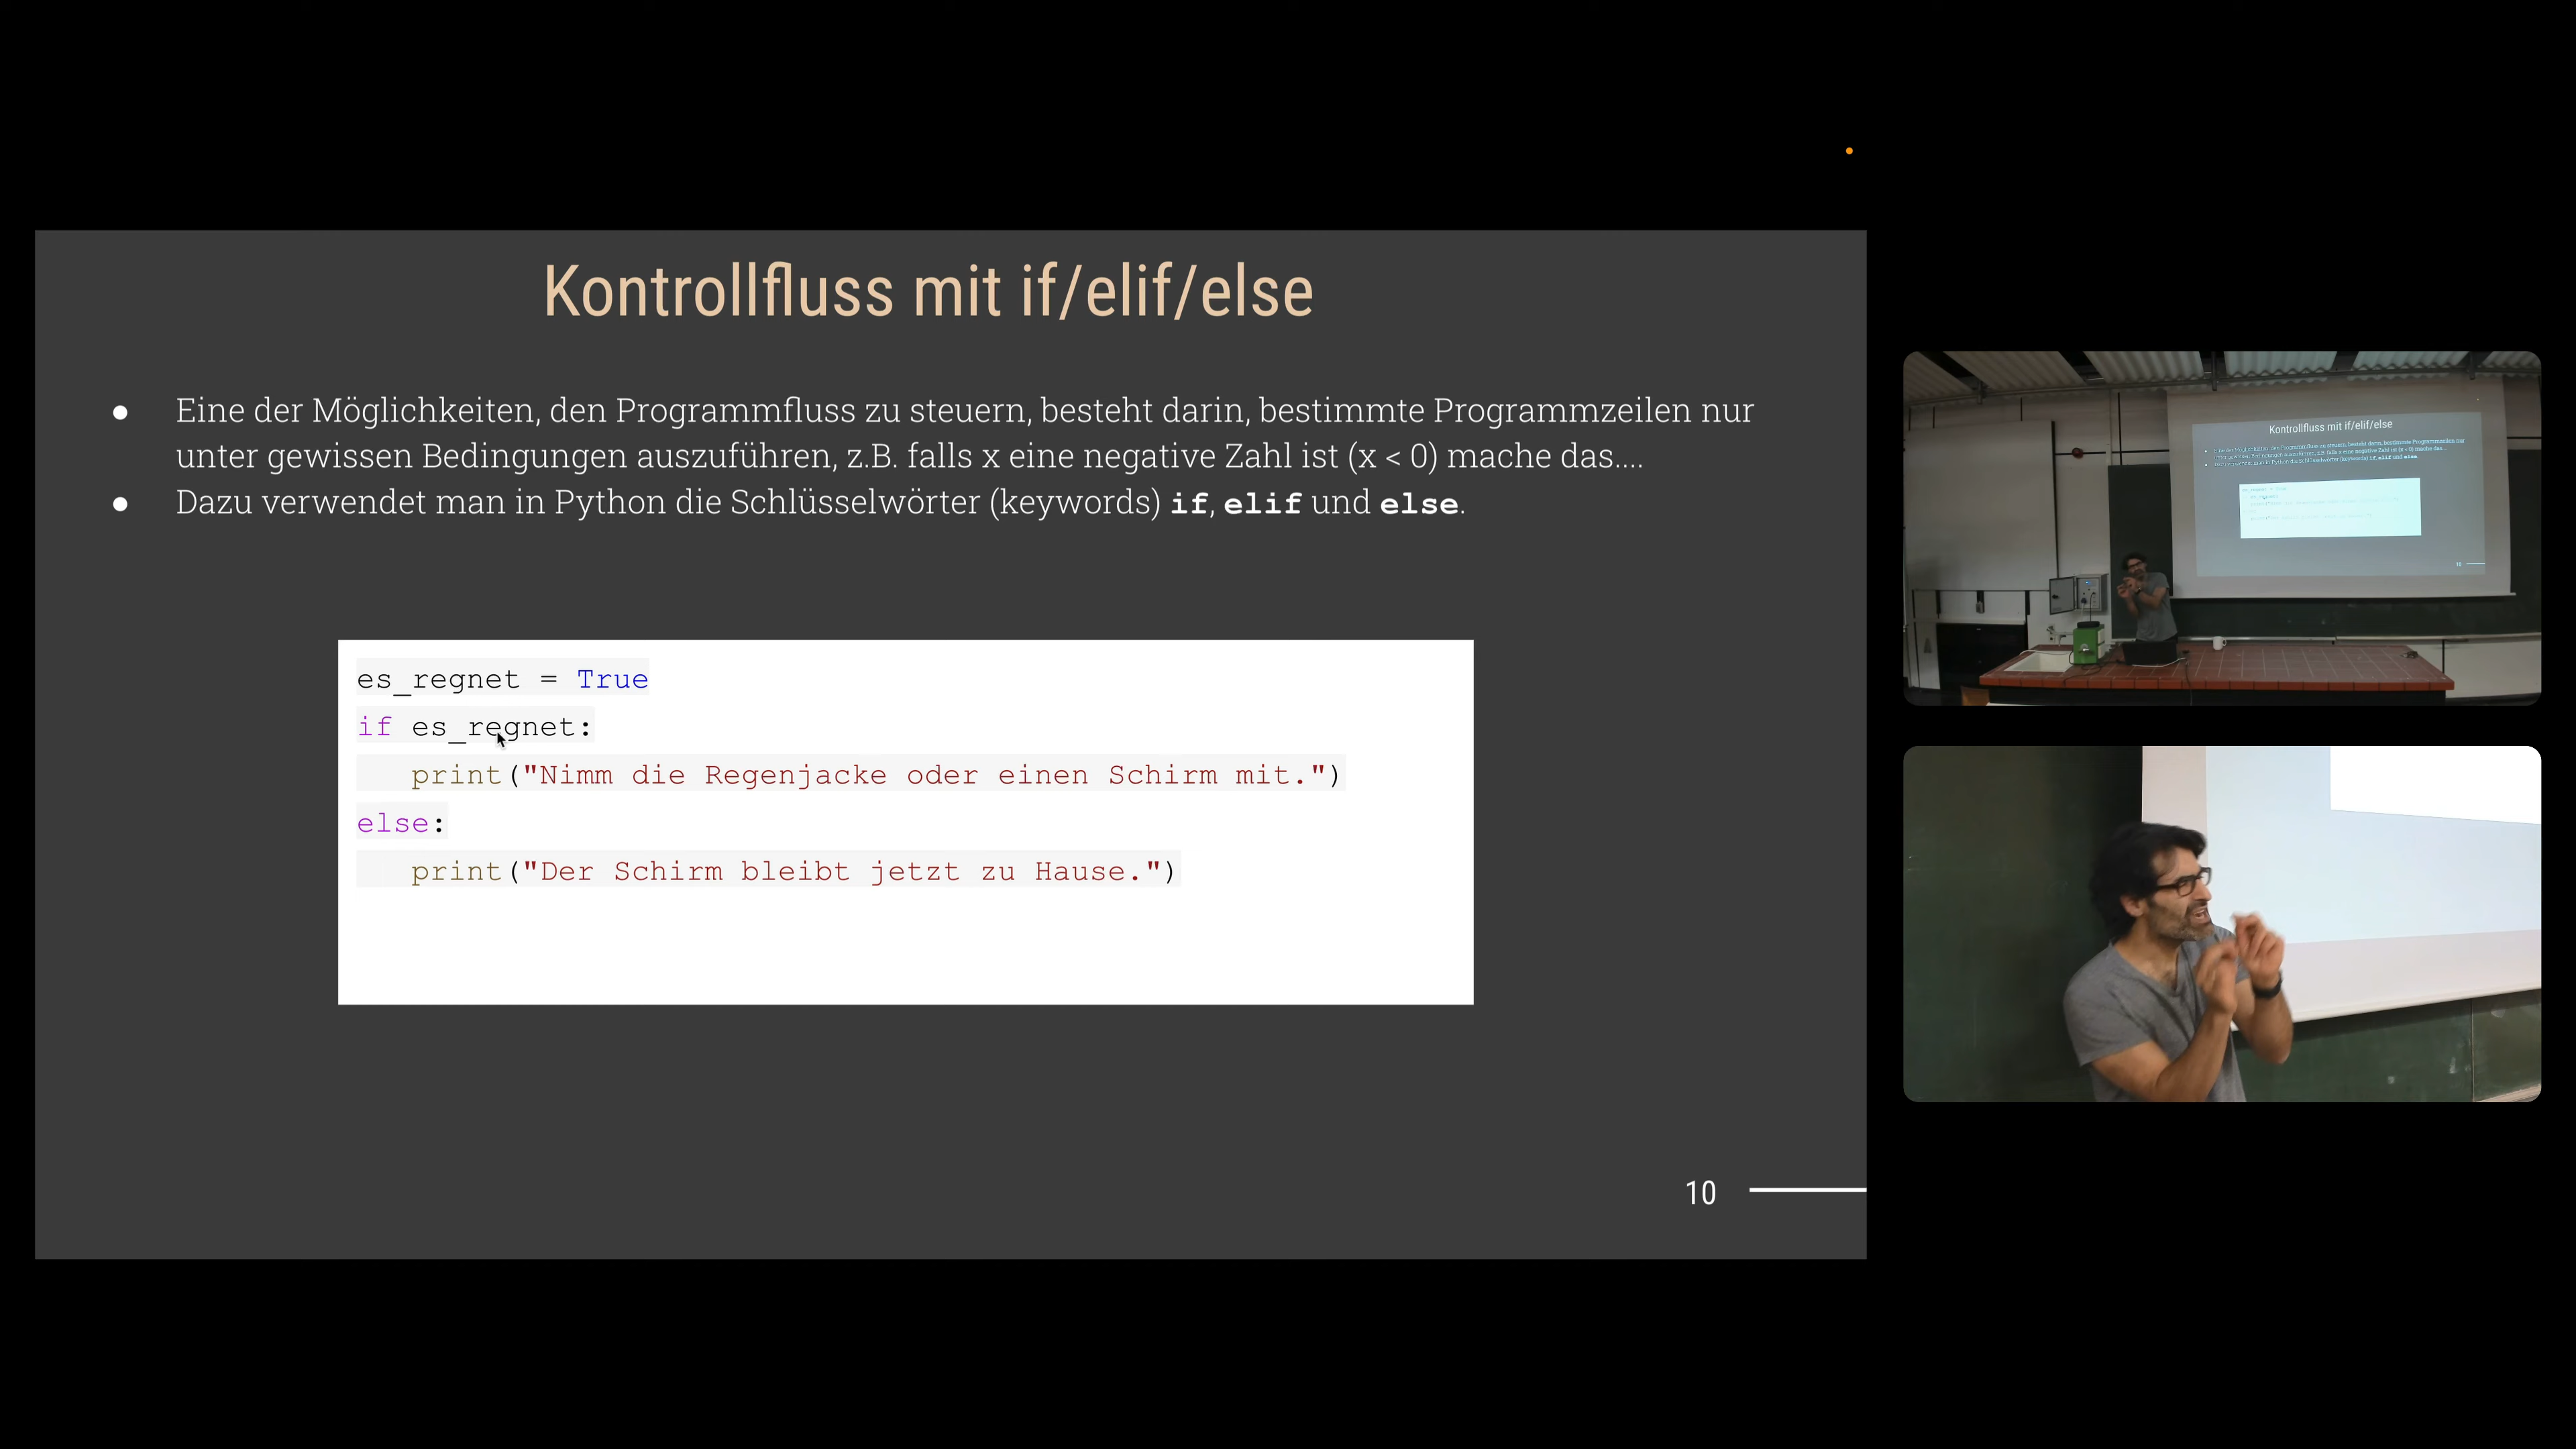 Kontrollfluss mit if/elif/else
● Eine der Möglichkeiten, den Programmfluss zu steuern, besteht darin, bestimmte Programmzeilen nur
unter gewissen Bedingungen auszuführen, z.B. falls x eine negative Zahl ist (x < 0) mache das....
● Dazu verwendet man in Python die Schlüsselwörter (keywords) if, elif und else.
es_regnet = True
if es_regnet:
   print("Nimm die Regenjacke oder einen Schirm mit.")
else:
   print("Der Schirm bleibt jetzt zu Hause.")
10
Kontrollfluss mit if/elif/else